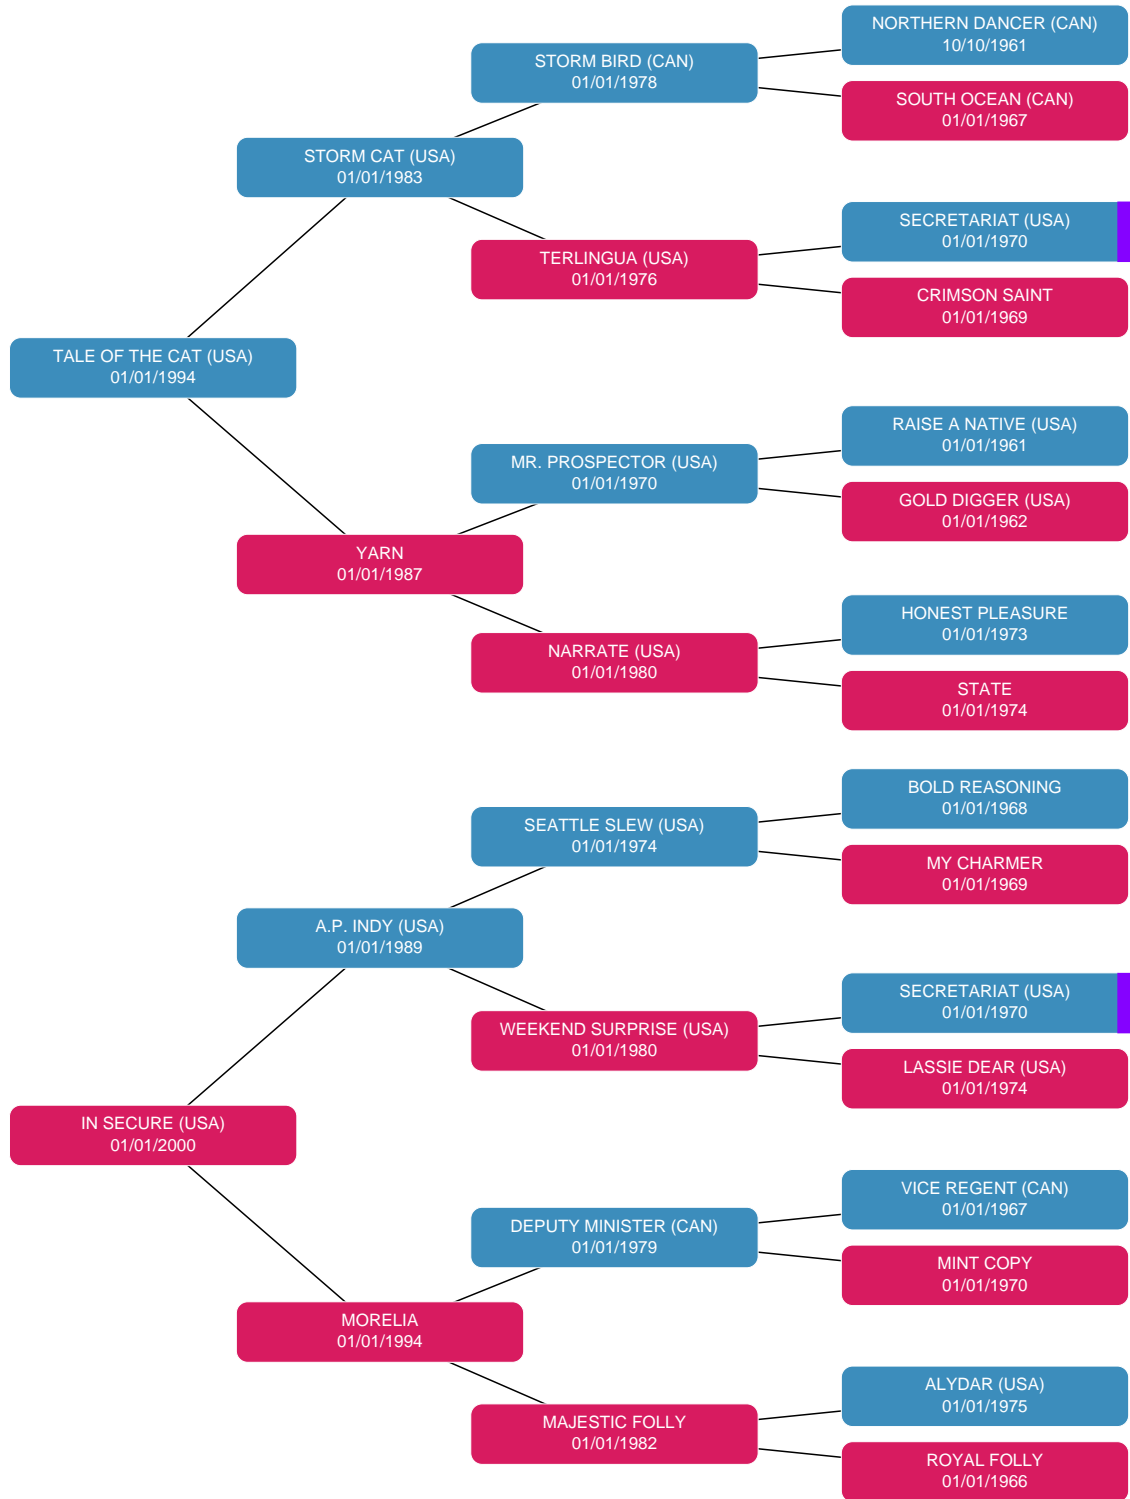 NORTHERN DANCER (CAN)
10/10/1961
STORM BIRD (CAN)
01/01/1978
SOUTH OCEAN (CAN)
01/01/1967
STORM CAT (USA)
01/01/1983
SECRETARIAT (USA)
01/01/1970
TERLINGUA (USA)
01/01/1976
CRIMSON SAINT
01/01/1969
TALE OF THE CAT (USA)
01/01/1994
RAISE A NATIVE (USA)
01/01/1961
MR. PROSPECTOR (USA)
01/01/1970
GOLD DIGGER (USA)
01/01/1962
YARN
01/01/1987
HONEST PLEASURE
01/01/1973
NARRATE (USA)
01/01/1980
STATE
01/01/1974
BOLD REASONING
01/01/1968
SEATTLE SLEW (USA)
01/01/1974
MY CHARMER
01/01/1969
A.P. INDY (USA)
01/01/1989
SECRETARIAT (USA)
01/01/1970
WEEKEND SURPRISE (USA)
01/01/1980
LASSIE DEAR (USA)
01/01/1974
IN SECURE (USA)
01/01/2000
VICE REGENT (CAN)
01/01/1967
DEPUTY MINISTER (CAN)
01/01/1979
MINT COPY
01/01/1970
MORELIA
01/01/1994
ALYDAR (USA)
01/01/1975
MAJESTIC FOLLY
01/01/1982
ROYAL FOLLY
01/01/1966